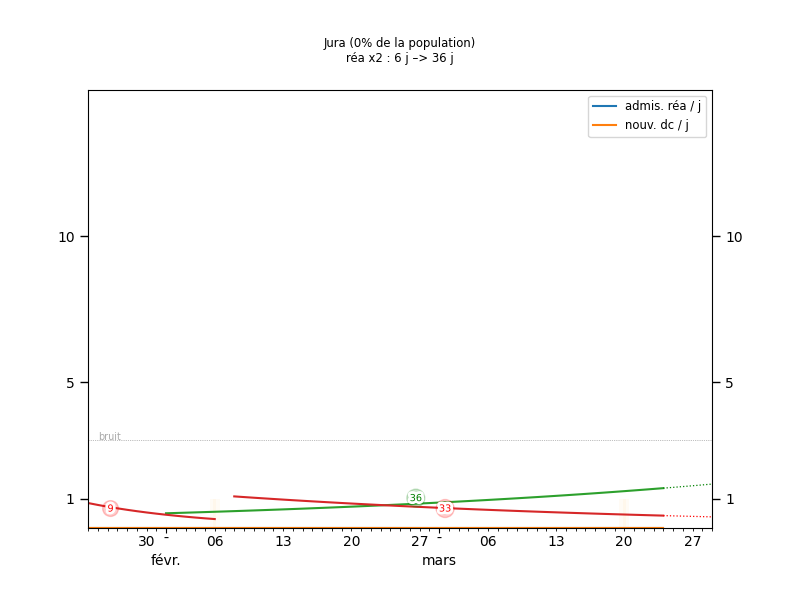 Jura (0% de la population)
réa x2 : 6 j –> 36 j
admis. réa / j
nouv. dc / j
10
10
5
5
bruit
1
1
36
9
33
30
-
06
13
20
27
-
06
13
20
27
févr.
mars